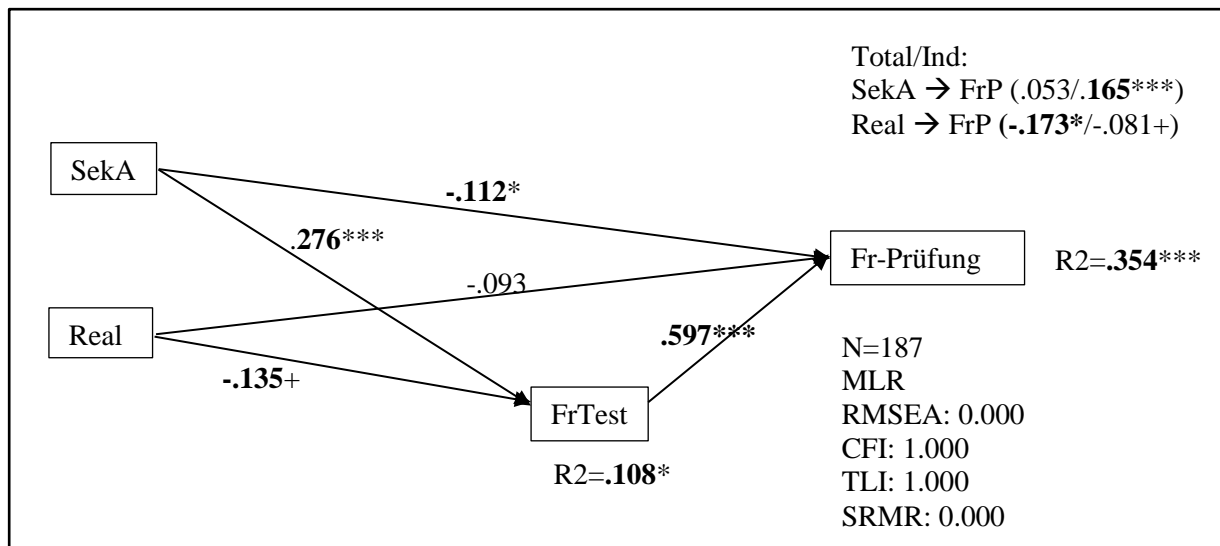 Total/Ind:
SekA → FrP (.053/.165***)
Real → FrP (-.173*/-.081+)
SekA
-.112*
.276***
Fr-Prüfung
R2=.354***
-.093
Real
.597***
-.135+
FrTest
R2=.108*
N=187
MLR
RMSEA: 0.000
CFI: 1.000
TLI: 1.000
SRMR: 0.000